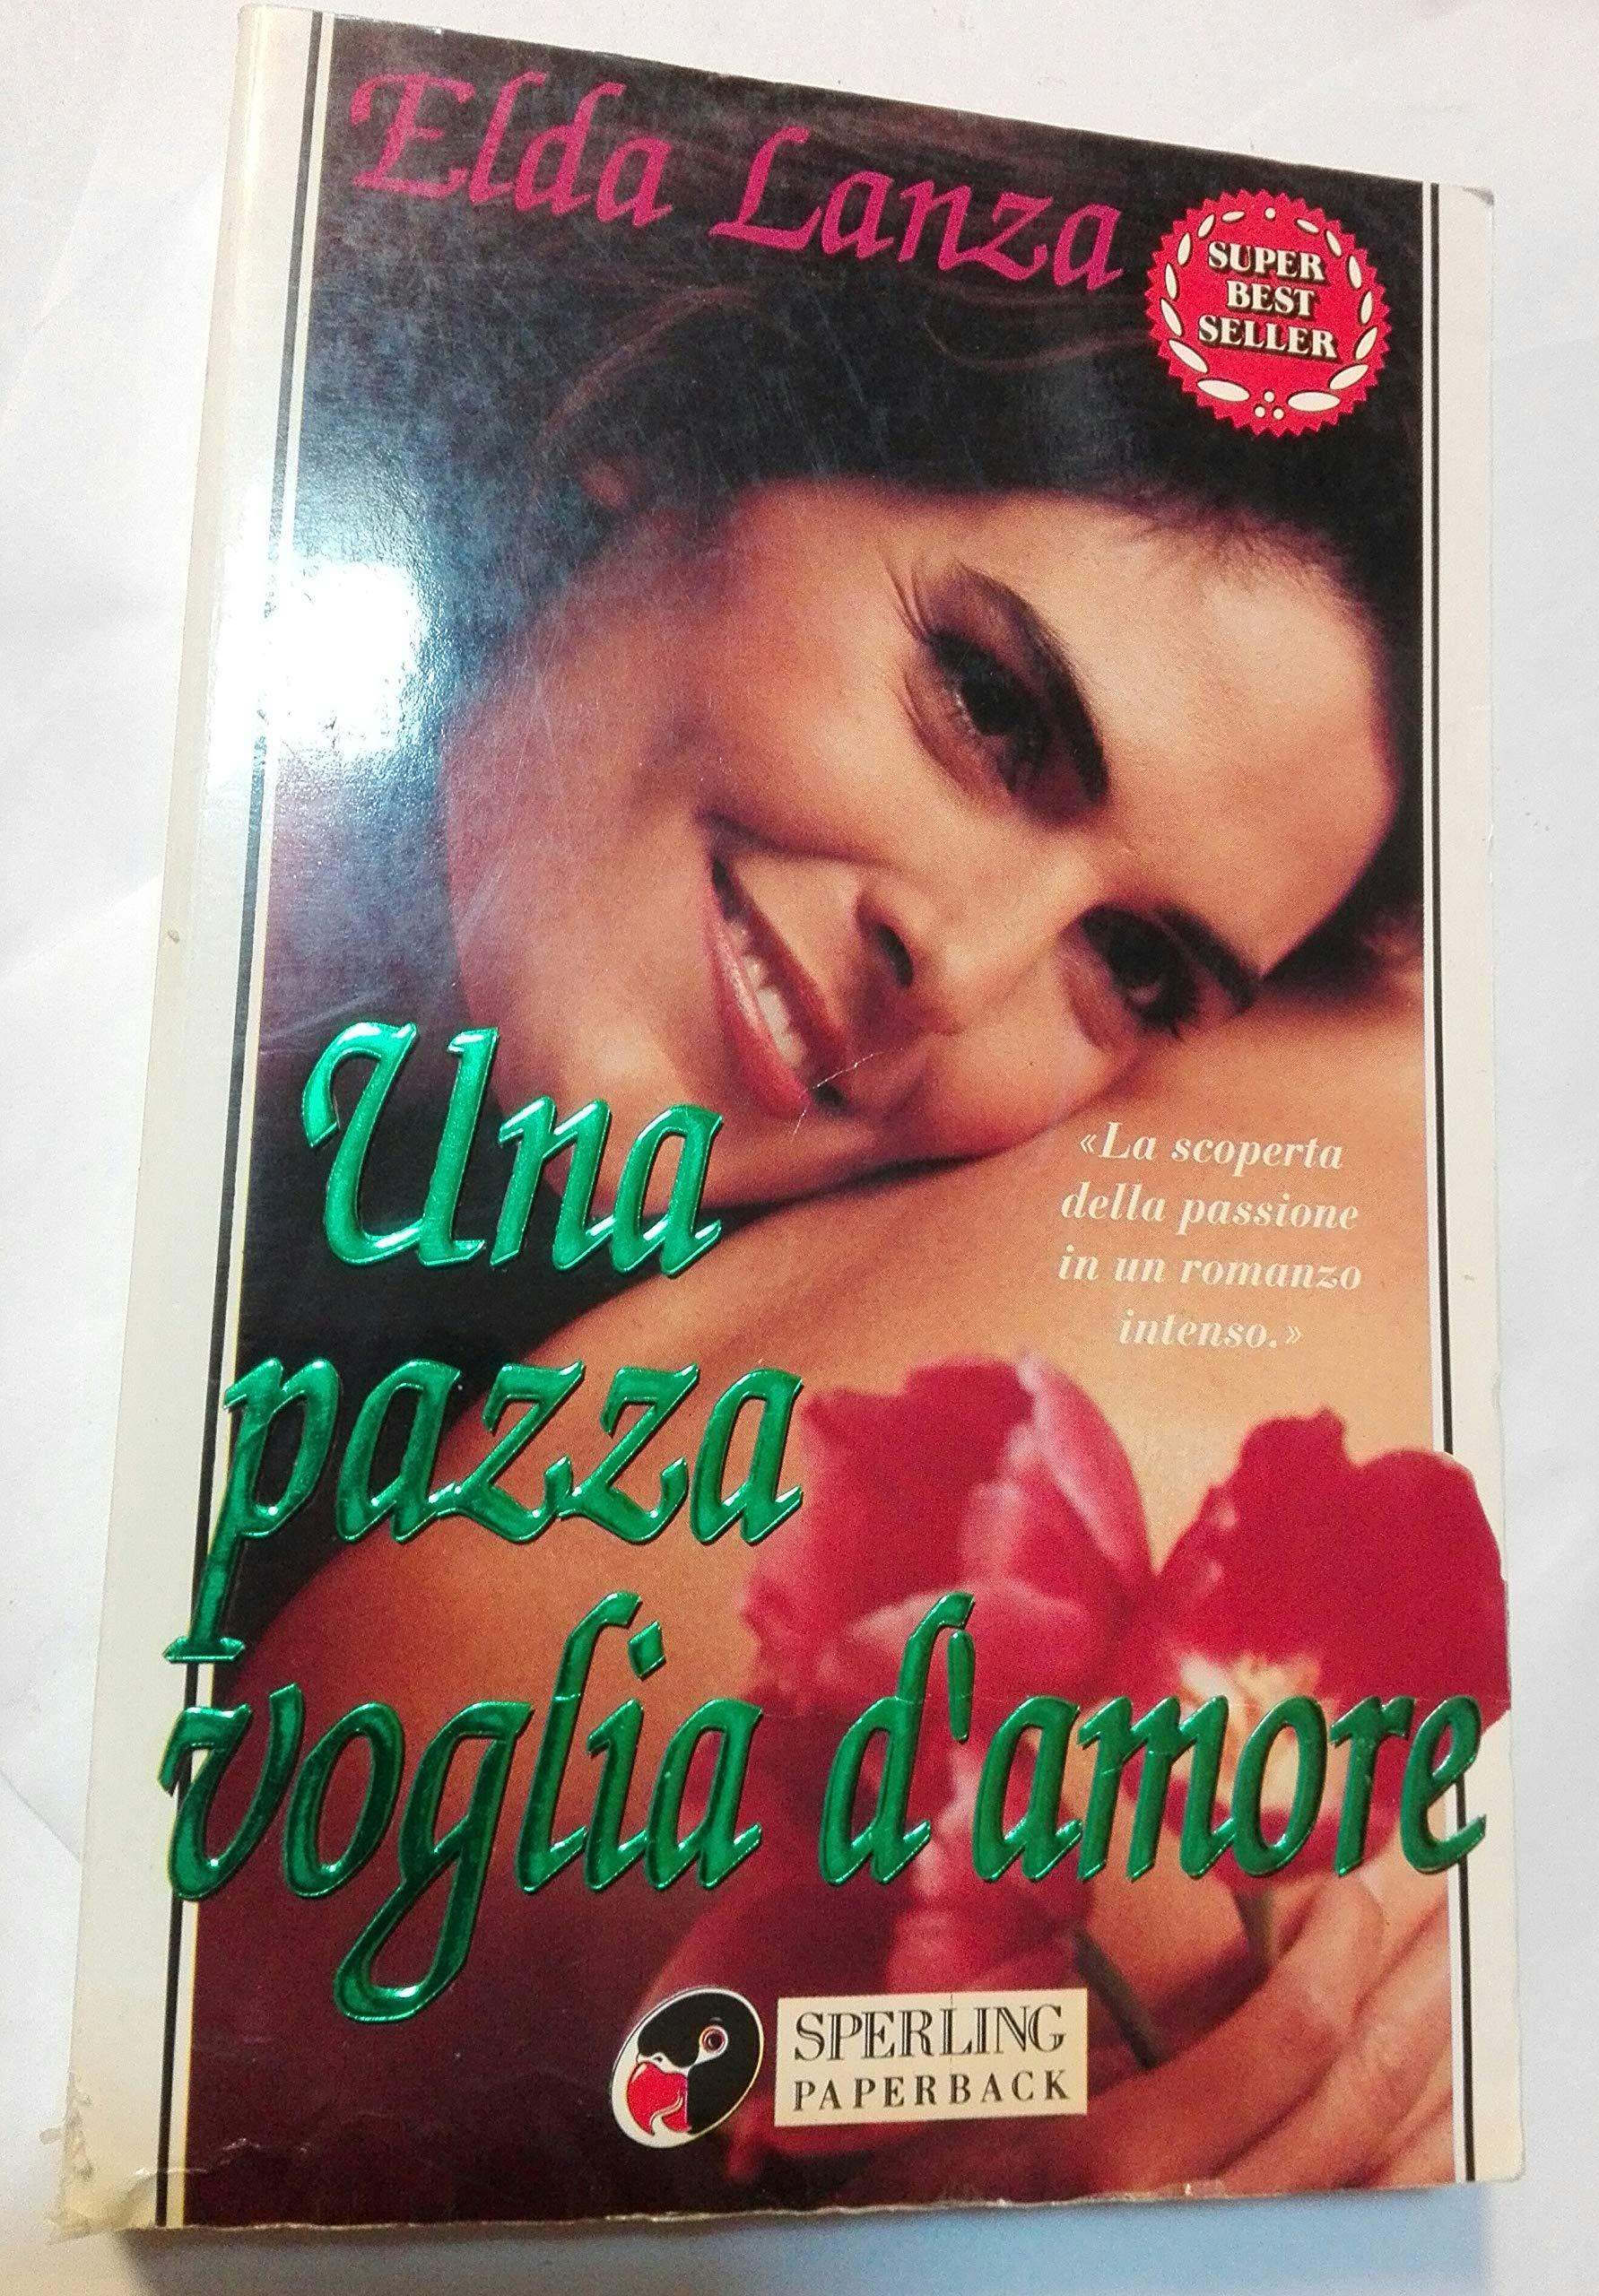 Elda Lanza
SUPER
BEST
SELLER
Una
pazza
voglia d'amore
«La scoperta
della passione
in un romanzo
intenso.»
SPERLING
PAPERBACK